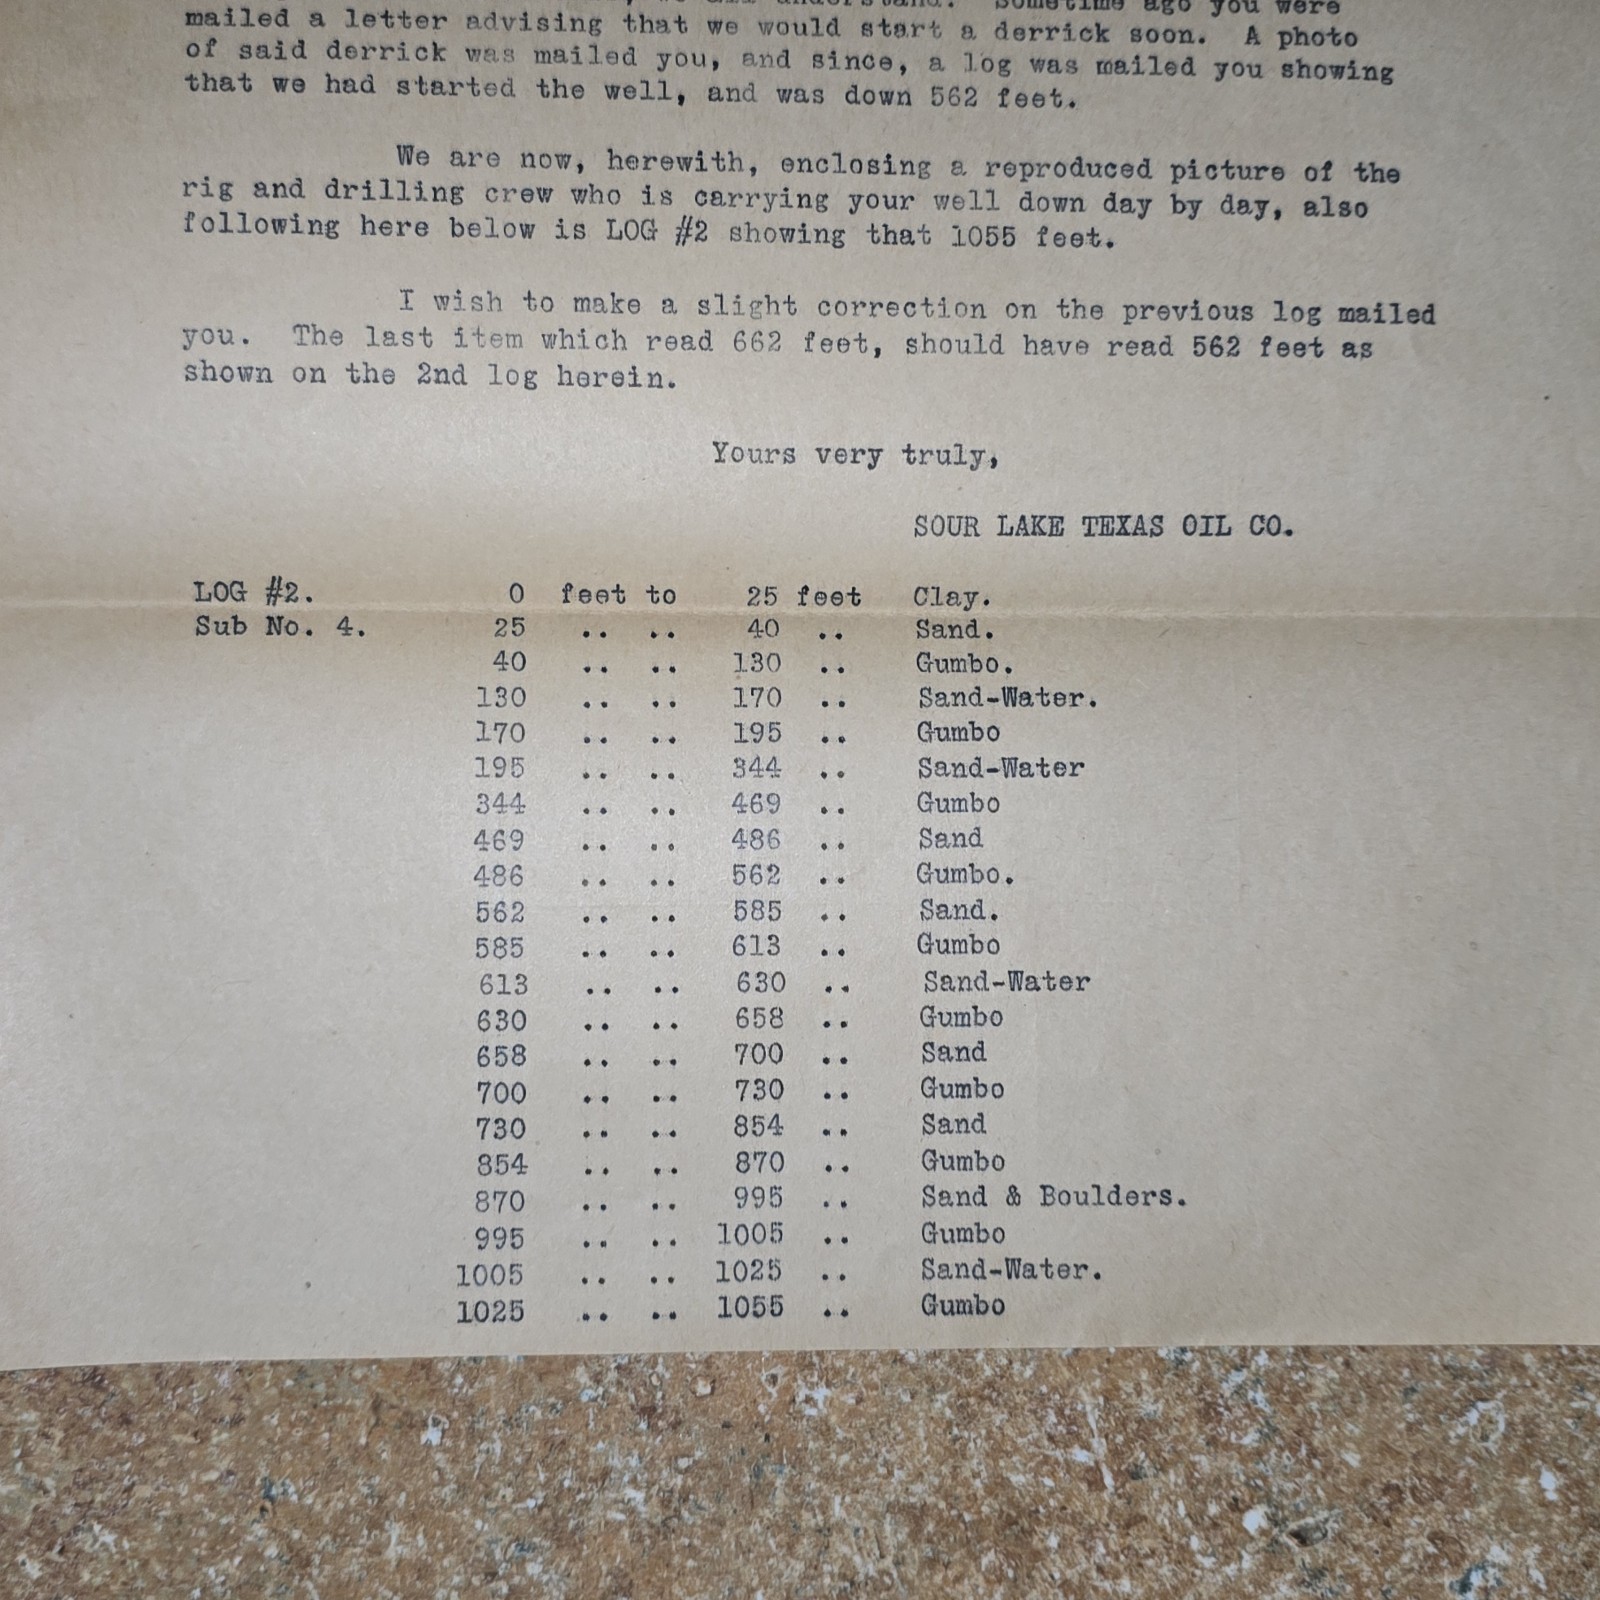 understand. Sometime ago you were
mailed a letter advising that we would start a derrick soon. A photo
of said derrick was mailed you, and since, a log was mailed you showing
that we had started the well, and was down 562 feet.
We are now, herewith, enclosing a reproduced picture of the
rig and drilling crew who is carrying your well down day by day, also
following here below is LOG #2 showing that 1055 feet.
I wish to make a slight correction on the previous log mailed
you. The last item which read 662 feet, should have read 562 feet as
shown on the 2nd log herein.
Yours very truly,
SOUR LAKE TEXAS OIL CO.
LOG #2. 0 feet to 25 feet Clay.
Sub No. 4. 25 .. .. 40 .. Sand.
40 .. .. 130 .. Gumbo.
130 .. .. 170 .. Sand-Water.
170 .. .. 195 .. Gumbo
195 .. .. 344 .. Sand-Water
344 .. .. 469 .. Gumbo
469 .. .. 486 .. Sand
486 .. .. 562 .. Gumbo.
562 .. .. 585 .. Sand.
585 .. .. 613 .. Gumbo
613 .. .. 630 .. Sand-Water
630 .. .. 658 .. Gumbo
658 .. .. 700 .. Sand
700 .. .. 730 .. Gumbo
730 .. .. 854 .. Sand
854 .. .. 870 .. Gumbo
870 .. .. 995 .. Sand & Boulders.
995 .. .. 1005 .. Gumbo
1005 .. .. 1025 .. Sand-Water.
1025 .. .. 1055 .. Gumbo